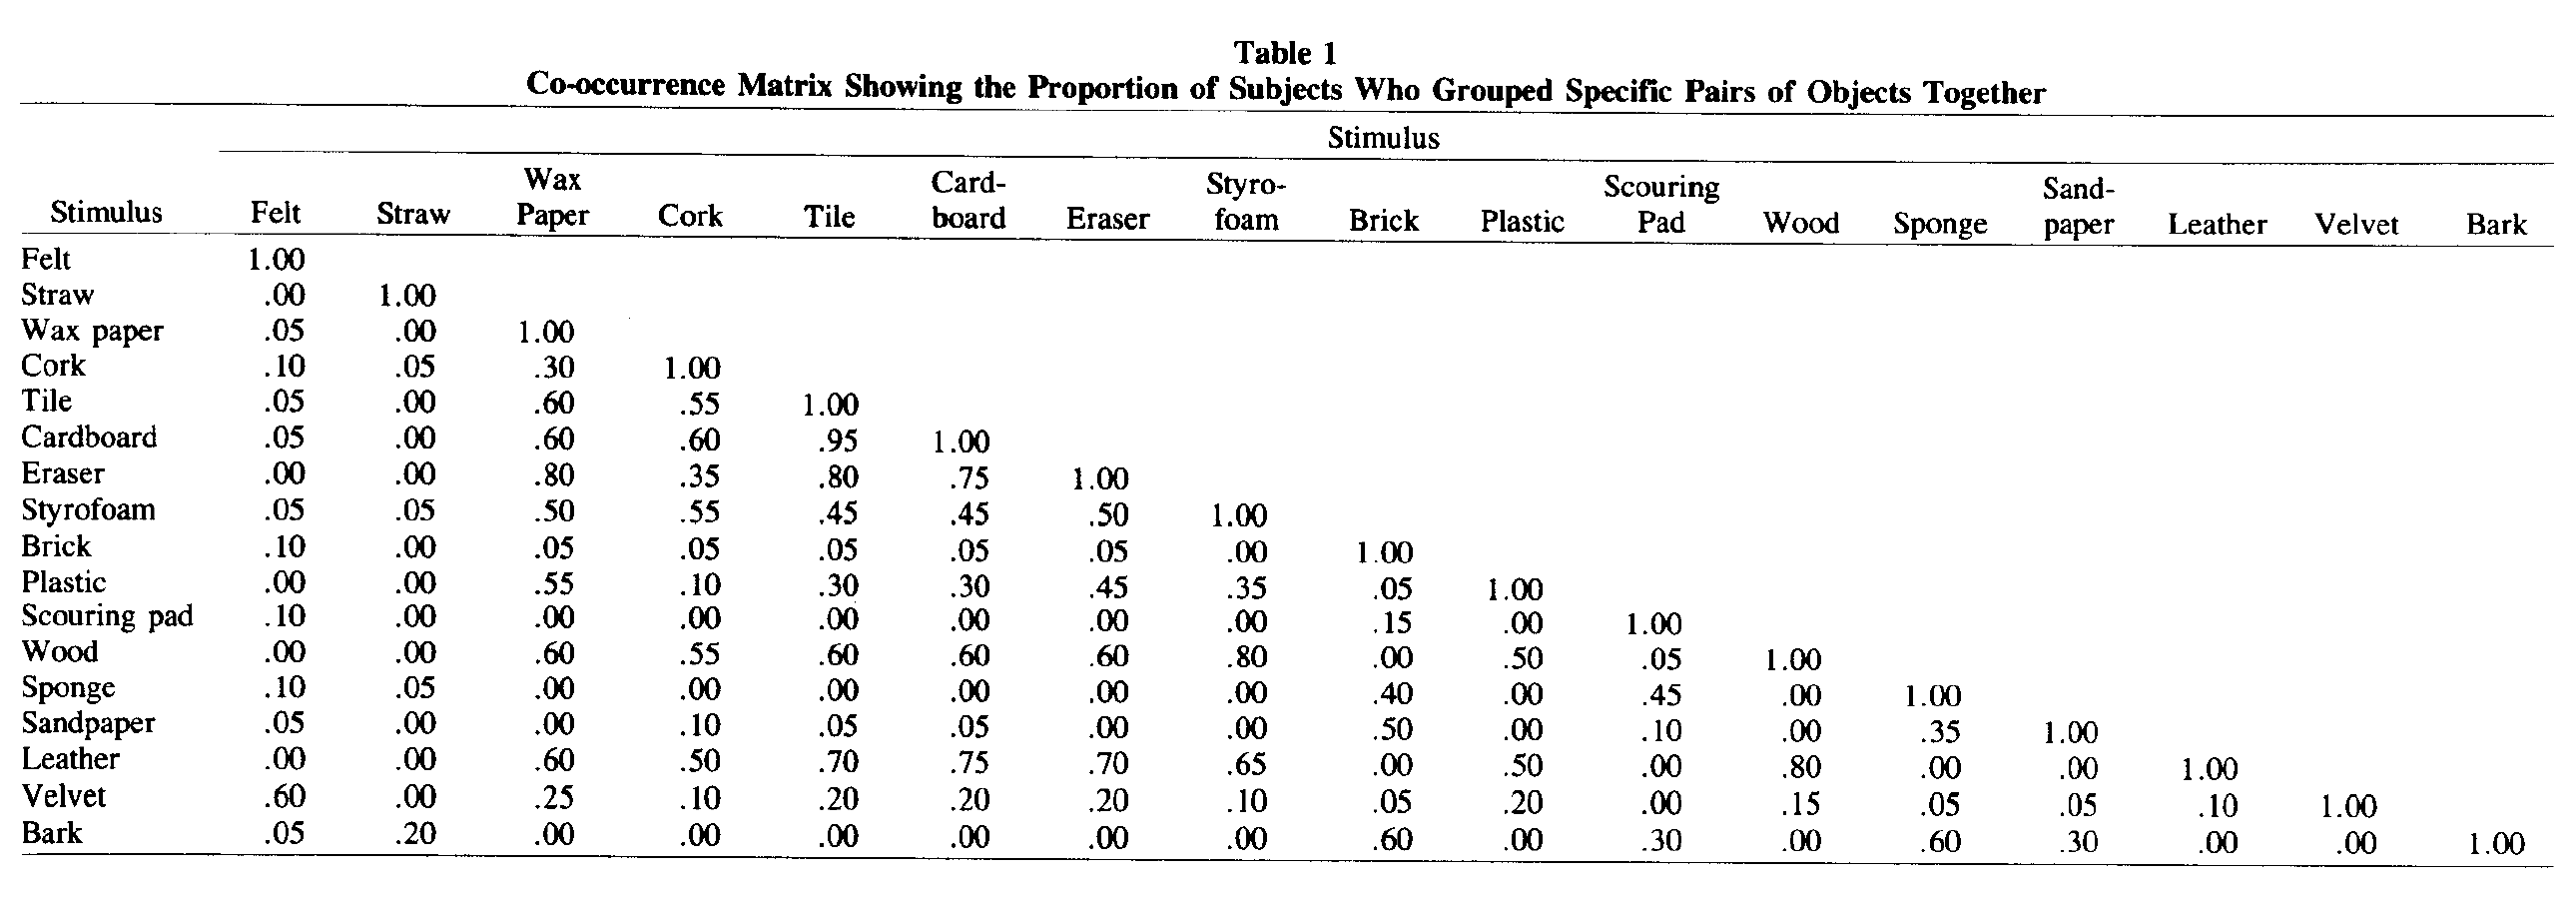 Table 1
Co-occurrence Matrix Showing the Proportion of Subjects Who Grouped Specific Pairs of Objects Together
Stimulus
Stimulus Felt Straw Wax Paper Cork Tile Card-board Eraser Styro-foam Brick Plastic Scouring Pad Wood Sponge Sand-paper Leather Velvet Bark
Felt 1.00
Straw .00 1.00
Wax paper .05 .00 1.00
Cork .10 .05 .30 1.00
Tile .05 .00 .60 .55 1.00
Cardboard .05 .00 .60 .60 .95 1.00
Eraser .00 .00 .80 .35 .80 .75 1.00
Styrofoam .05 .05 .50 .55 .45 .45 .50 1.00
Brick .10 .00 .05 .05 .05 .05 .05 .00 1.00
Plastic .00 .00 .55 .10 .30 .30 .45 .35 .05 1.00
Scouring pad .10 .00 .00 .00 .00 .00 .00 .00 .15 .00 1.00
Wood .00 .00 .60 .55 .60 .60 .60 .80 .00 .50 .05 1.00
Sponge .10 .05 .00 .00 .00 .00 .00 .00 .40 .00 .45 .00 1.00
Sandpaper .05 .00 .00 .10 .05 .05 .00 .00 .50 .00 .10 .00 .35 1.00
Leather .00 .00 .60 .50 .70 .75 .70 .65 .00 .50 .00 .80 .00 .00 1.00
Velvet .60 .00 .25 .10 .20 .20 .20 .10 .05 .20 .00 .15 .05 .05 .10 1.00
Bark .05 .20 .00 .00 .00 .00 .00 .00 .60 .00 .30 .00 .60 .30 .00 .00 1.00